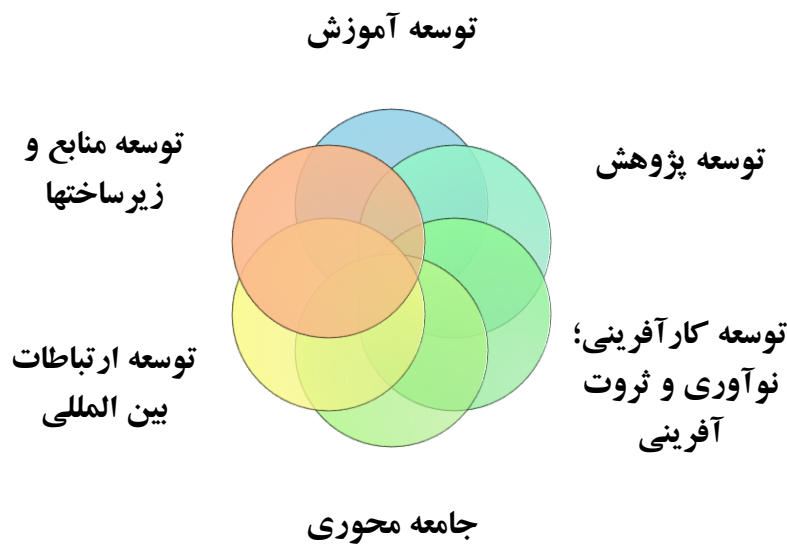 توسعه آموزش
توسعه پژوهش
توسعه کارآفرینی؛
نوآوری و ثروت
آفرینی
جامعه محوری
توسعه ارتباطات
بین المللی
توسعه منابع و
زیرساختها